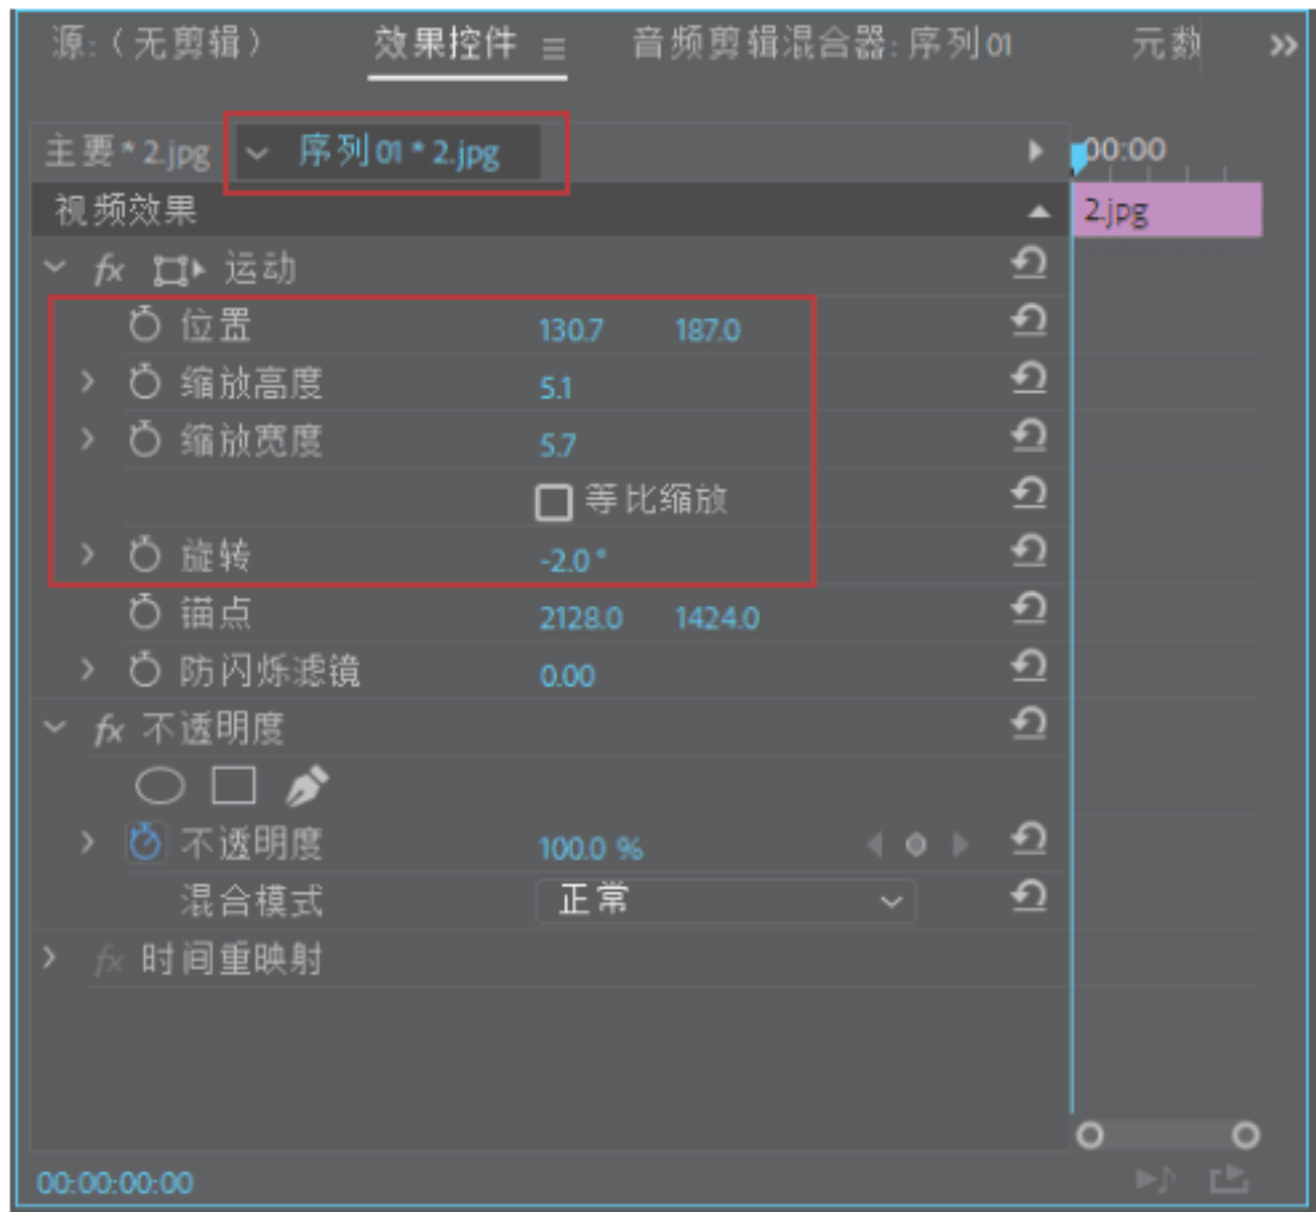 源:（无剪辑） 效果控件 音频剪辑混合器: 序列 01 元数
主要 * 2.jpg 序列 01 * 2.jpg 00:00
视频效果 2.jpg
fx 运动
位置 130.7 187.0
缩放高度 5.1
缩放宽度 5.7
等比缩放
旋转 -2.0 °
锚点 2128.0 1424.0
防闪烁滤镜 0.00
fx 不透明度
不透明度 100.0 %
混合模式 正常
fx 时间重映射
00:00:00:00